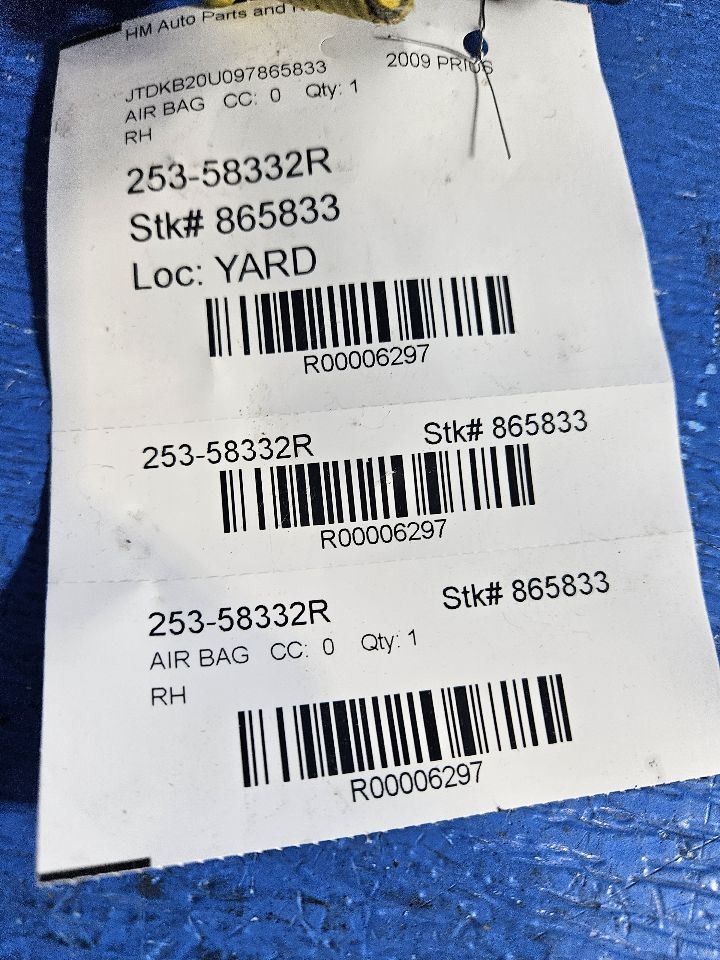 HM Auto Parts and
JTDKB20U097865833 2009 PRIUS
AIR BAG CC: 0 Qty: 1
RH
253-58332R
Stk# 865833
Loc: YARD
R00006297
253-58332R Stk# 865833
R00006297
253-58332R Stk# 865833
AIR BAG CC: 0 Qty: 1
RH
R00006297